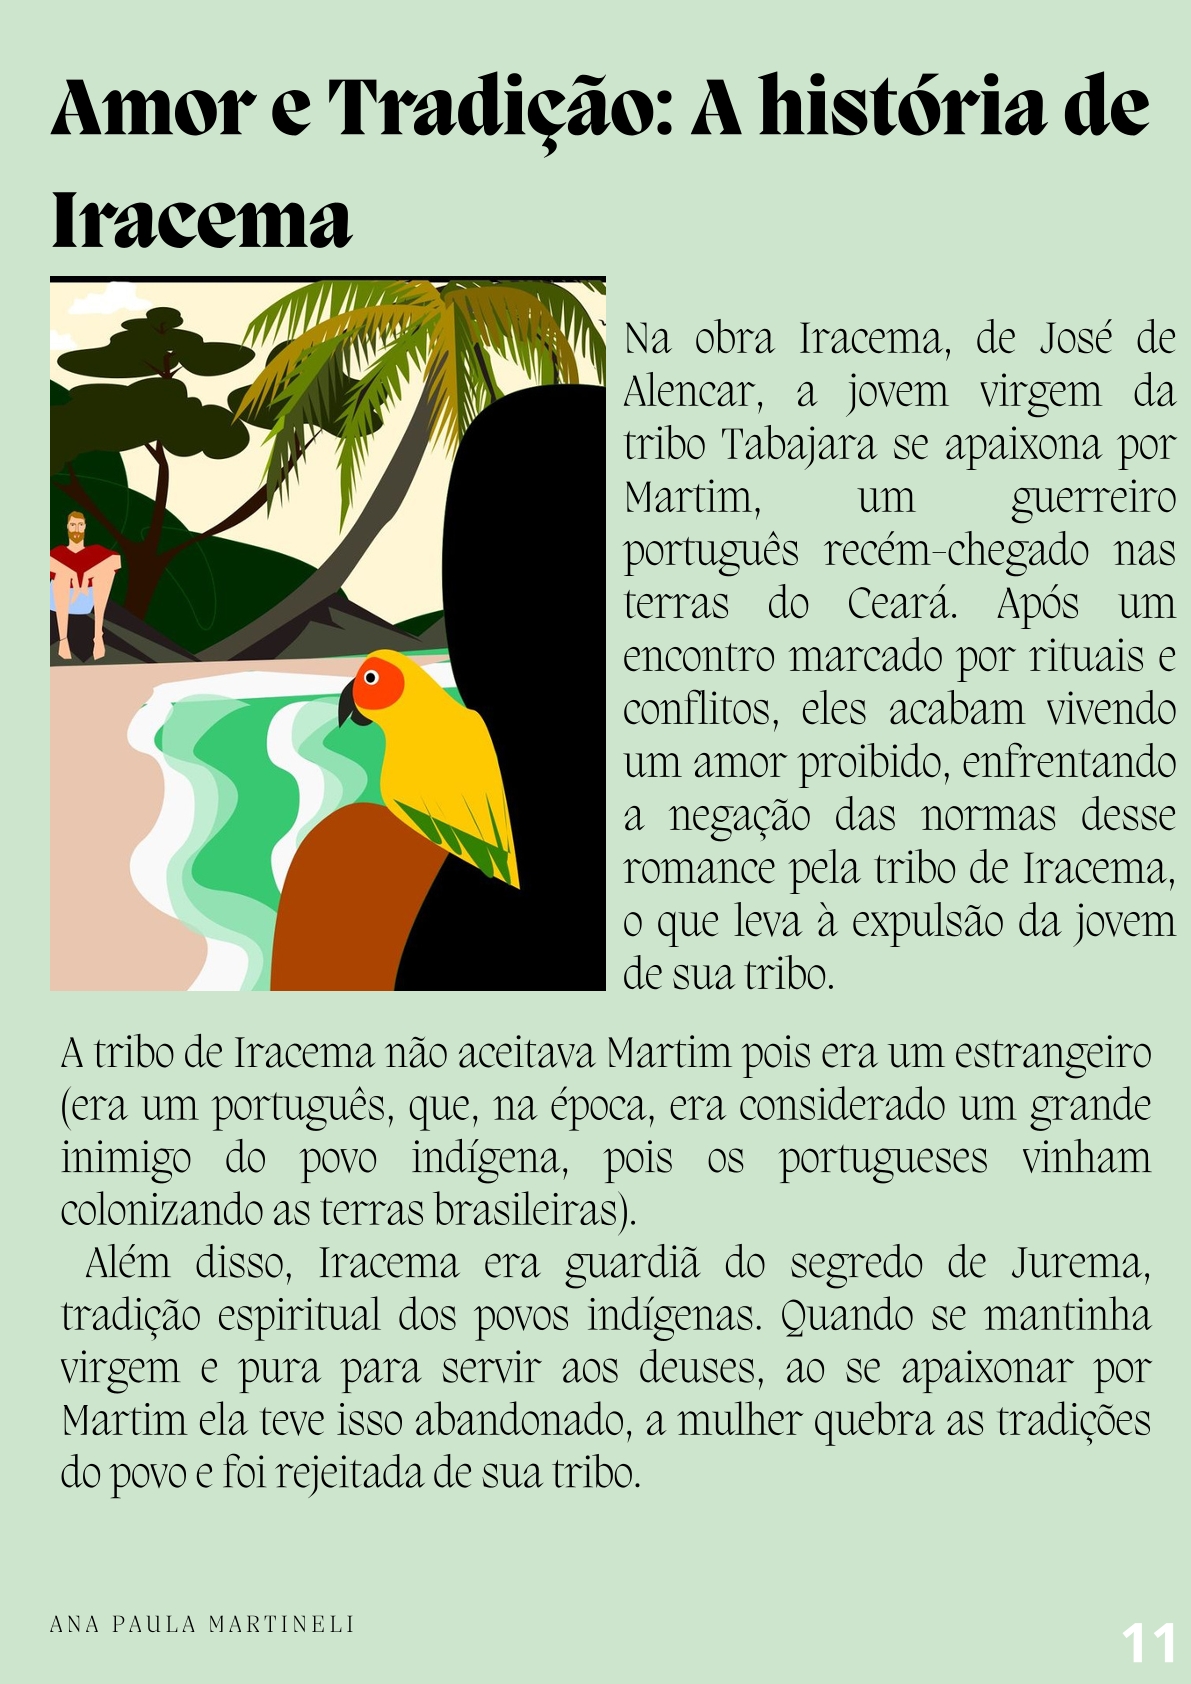 Amor e Tradição: A história de
Iracema
Na obra Iracema, de José de
Alencar, a jovem virgem da
tribo Tabajara se apaixona por
Martim, um guerreiro
português recém-chegado nas
terras do Ceará. Após um
encontro marcado por rituais e
conflitos, eles acabam vivendo
um amor proibido, enfrentando
a negação das normas desse
romance pela tribo de Iracema,
o que leva à expulsão da jovem
de sua tribo.
A tribo de Iracema não aceitava Martim pois era um estrangeiro
(era um português, que, na época, era considerado um grande
inimigo do povo indígena, pois os portugueses vinham
colonizando as terras brasileiras).
Além disso, Iracema era guardiã do segredo de Jurema,
tradição espiritual dos povos indígenas. Quando se mantinha
virgem e pura para servir aos deuses, ao se apaixonar por
Martim ela teve isso abandonado, a mulher quebra as tradições
do povo e foi rejeitada de sua tribo.
ANA PAULA MARTINELI
11